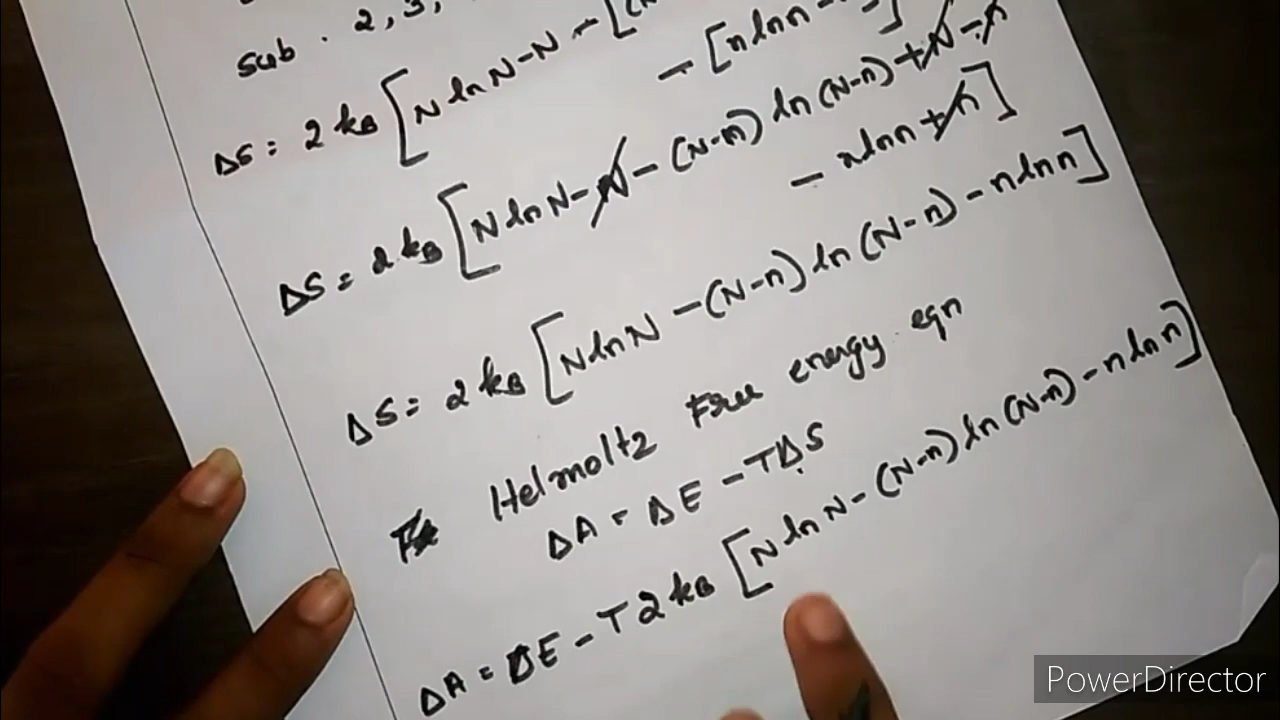 sub . 2, 3,
ΔS = 2 kB [N ln N - N - [(N
- [n ln n -
ΔS = 2 kB [N ln N - N - (N-n) ln (N-n) + N - n
- n ln n + n]
ΔS = 2 kB [N ln N - (N-n) ln (N-n) - n ln n]
Helmoltz Free energy eqn
ΔA = ΔE - TΔS
ΔA = ΔE - T 2 kB [N ln N - (N-n) ln (N-n) - n ln n]
PowerDirector